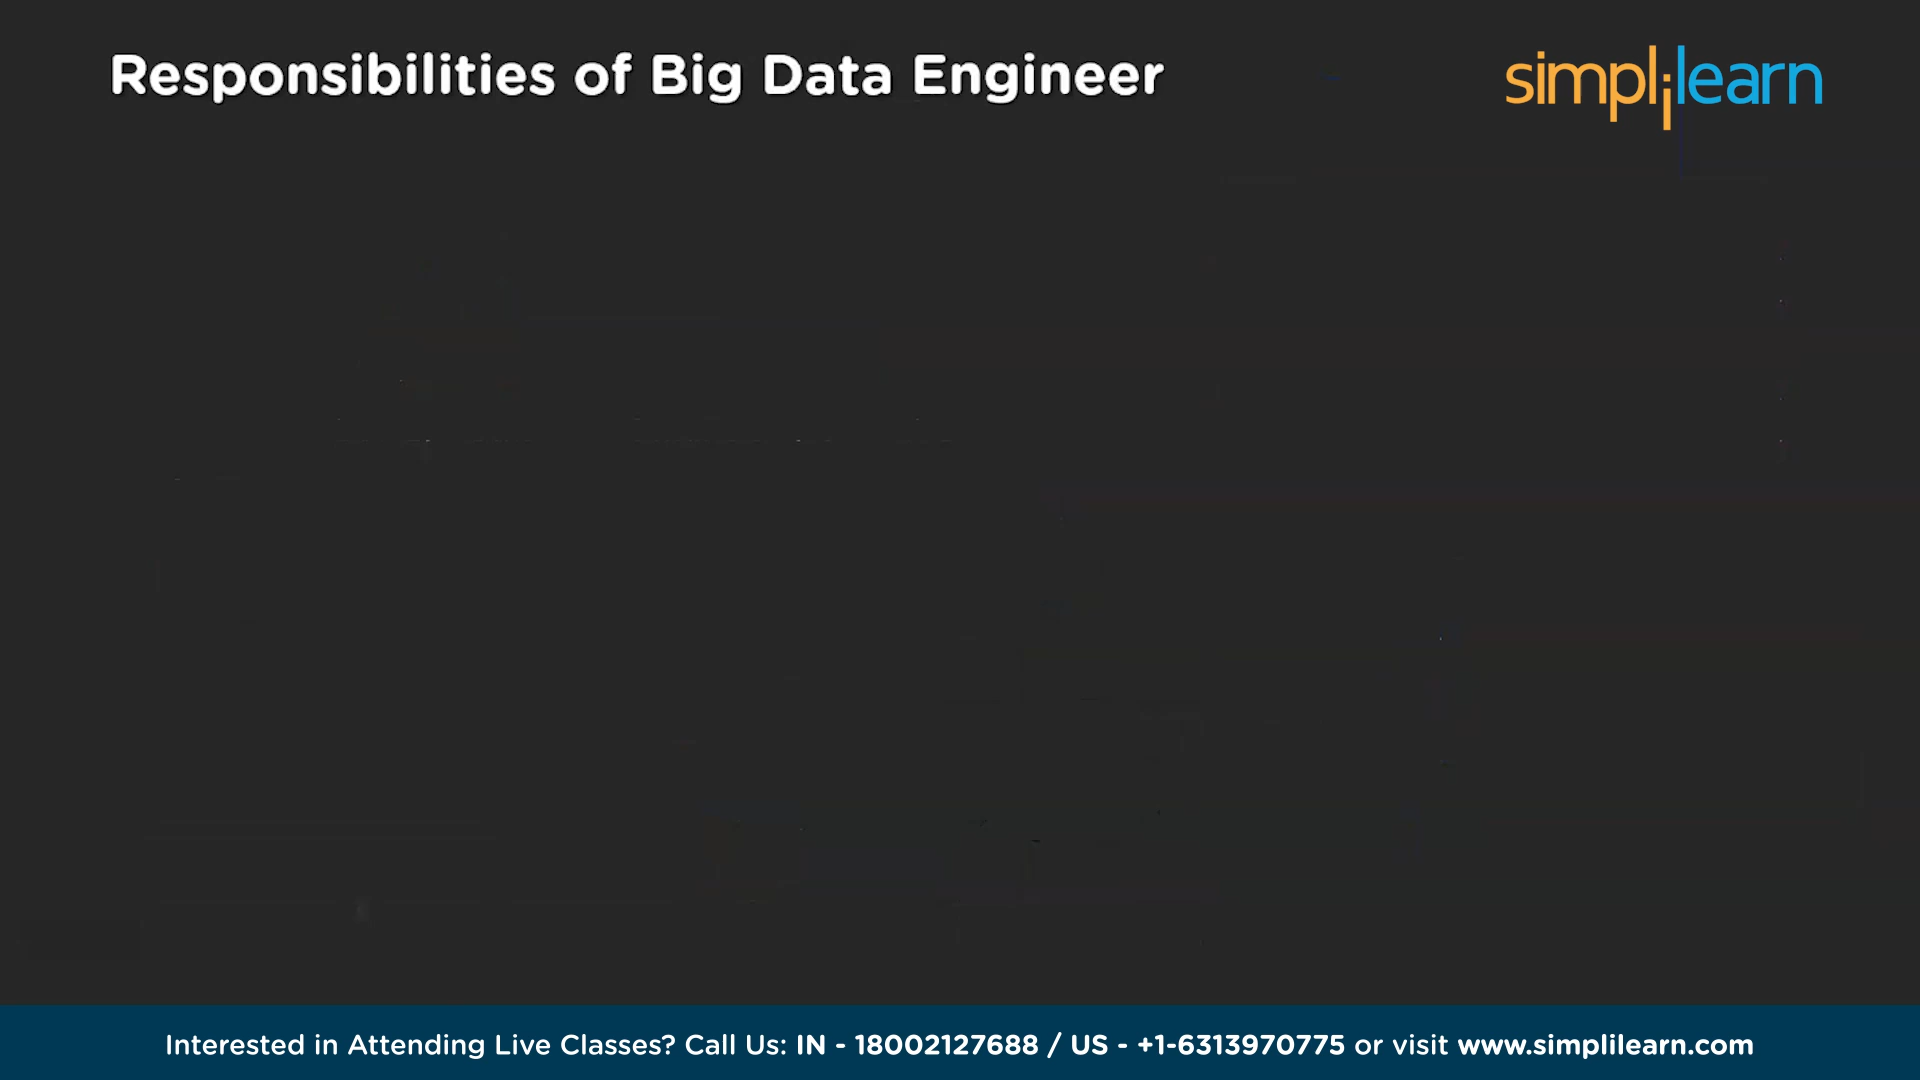 Responsibilities of Big Data Engineer
simplilearn
Interested in Attending Live Classes? Call Us: IN - 18002127688 / US - +1-6313970775 or visit www.simplilearn.com